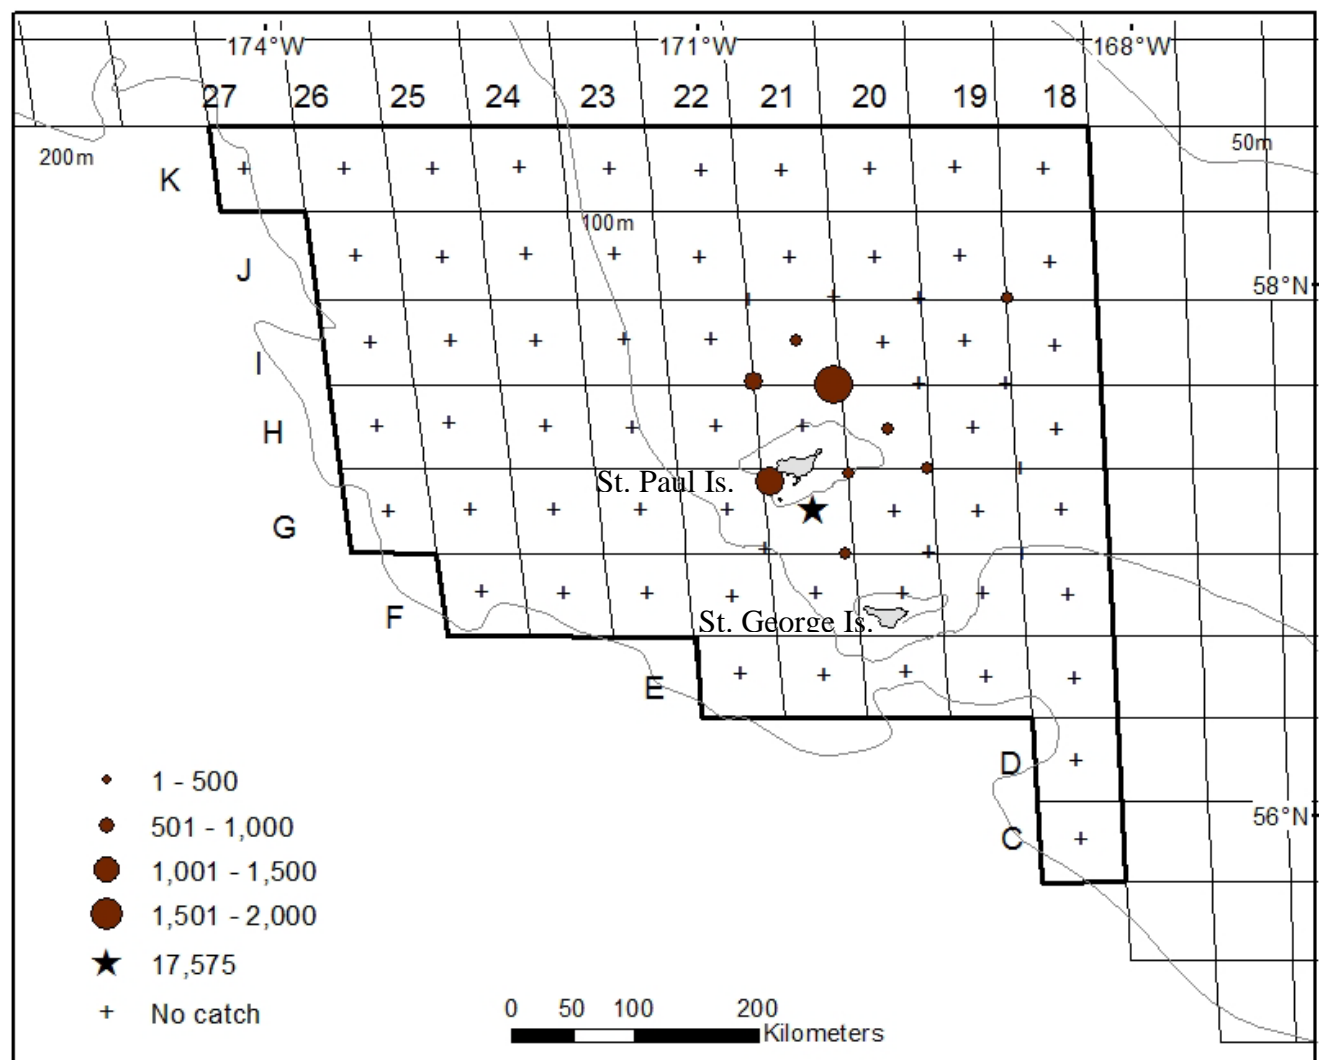 174°W 171°W 168°W
27 26 25 24 23 22 21 20 19 18
200m 50m
K
100m
J
58°N
I
H
St. Paul Is.
G
F
St. George Is.
E
D
56°N
C
1 - 500
501 - 1,000
1,001 - 1,500
1,501 - 2,000
17,575
No catch
0 50 100 200
Kilometers